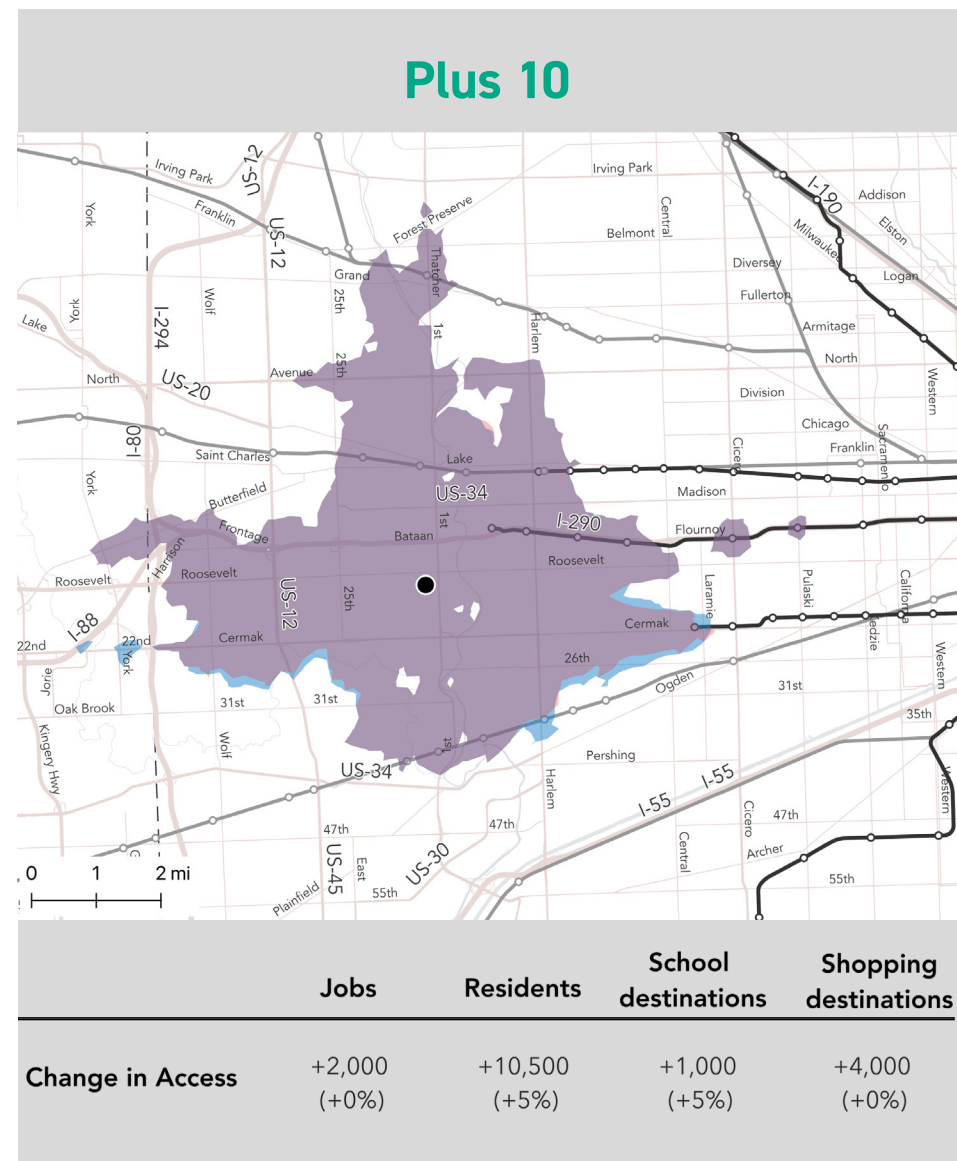 Plus 10
Irving Park
US-12
Irving Park
I-190
Addison
York
Franklin
US-12
Forest Preserve
Central
Belmont
Elston
Milwaukee
Thatcher
Diversey
Grand
Logan
York
Wolf
25th
Fullerton
Lake
I-294
1st
Harlem
Armitage
25th
North
North
US-20
Avenue
Division
Western
Chicago
I-80
Saint Charles
Lake
Cicero
Franklin
Sacramento
York
Butterfield
US-34
Madison
Frontage
1st
I-290
Flournoy
Bataan
Harrison
Roosevelt
Roosevelt
Roosevelt
US-12
25th
Laramie
Pulaski
California
I-88
22nd
22nd
Cermak
Cermak
Kedzie
York
Jorie
26th
Western
Oak Brook
31st
31st
Ogden
31st
35th
Kingery Hwy
Wolf
1st
Pershing
US-34
Harlem
I-55
I-55
Western
47th
47th
Cicero
47th
Central
Archer
0 1 2 mi
US-45
East
US-30
55th
55th
Plainfield
Jobs Residents School destinations Shopping destinations
Change in Access +2,000 +10,500 +1,000 +4,000
(+0%) (+5%) (+5%) (+0%)